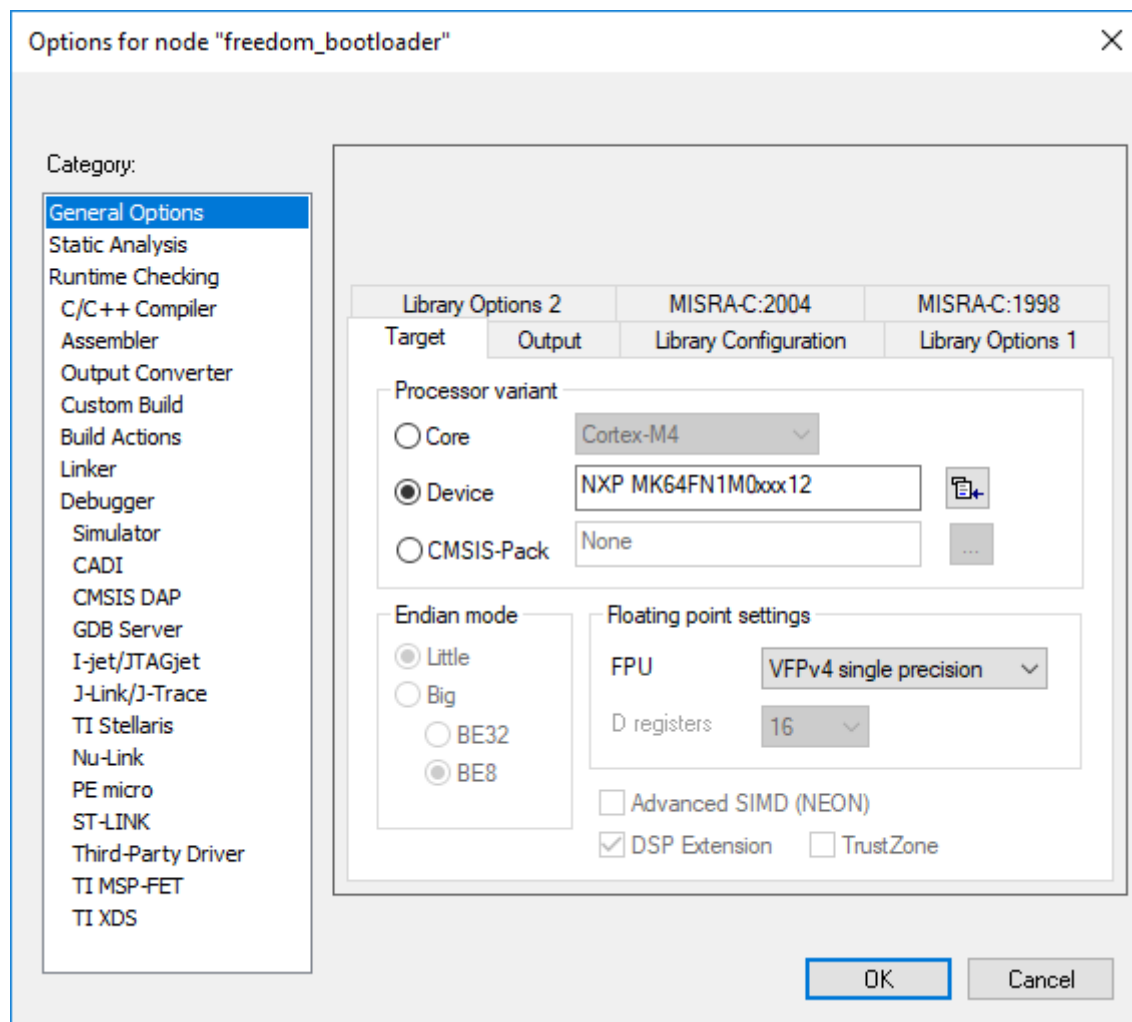 Options for node "freedom_bootloader"
Category:
General Options
Static Analysis
Runtime Checking
C/C++ Compiler
Assembler
Output Converter
Custom Build
Build Actions
Linker
Debugger
Simulator
CADI
CMSIS DAP
GDB Server
I-jet/JTAGjet
J-Link/J-Trace
TI Stellaris
Nu-Link
PE micro
ST-LINK
Third-Party Driver
TI MSP-FET
TI XDS
Library Options 2 MISRA-C:2004 MISRA-C:1998
Target Output Library Configuration Library Options 1
Processor variant
Core Cortex-M4
Device NXP MK64FN1M0xxx12
CMSIS-Pack None
...
Endian mode
Little
Big
BE32
BE8
Floating point settings
FPU VFPv4 single precision
D registers 16
Advanced SIMD (NEON)
DSP Extension TrustZone
OK Cancel